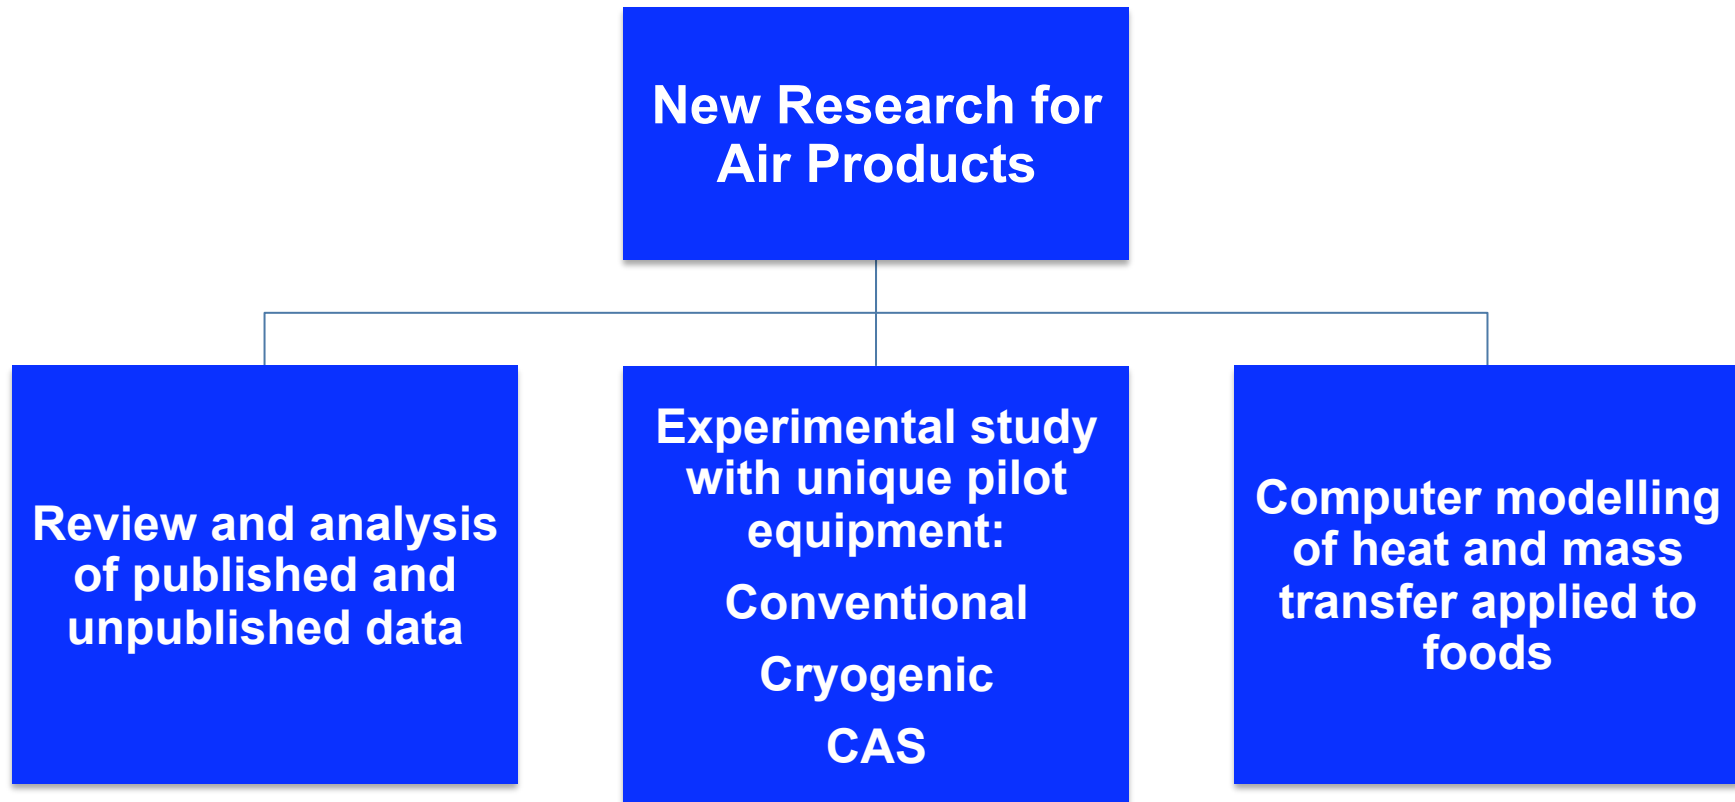 New Research for
Air Products
Review and analysis
of published and
unpublished data
Experimental study
with unique pilot
equipment:
Conventional
Cryogenic
CAS
Computer modelling
of heat and mass
transfer applied to
foods